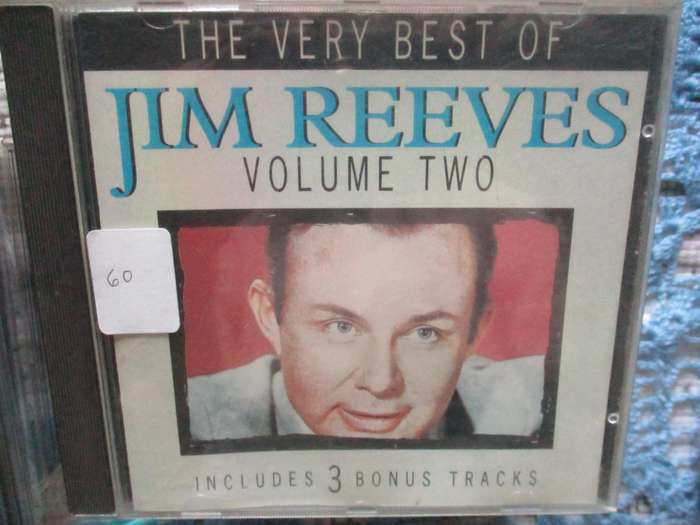 THE VERY BEST OF
JIM REEVES
VOLUME TWO
60
INCLUDES 3 BONUS TRACKS